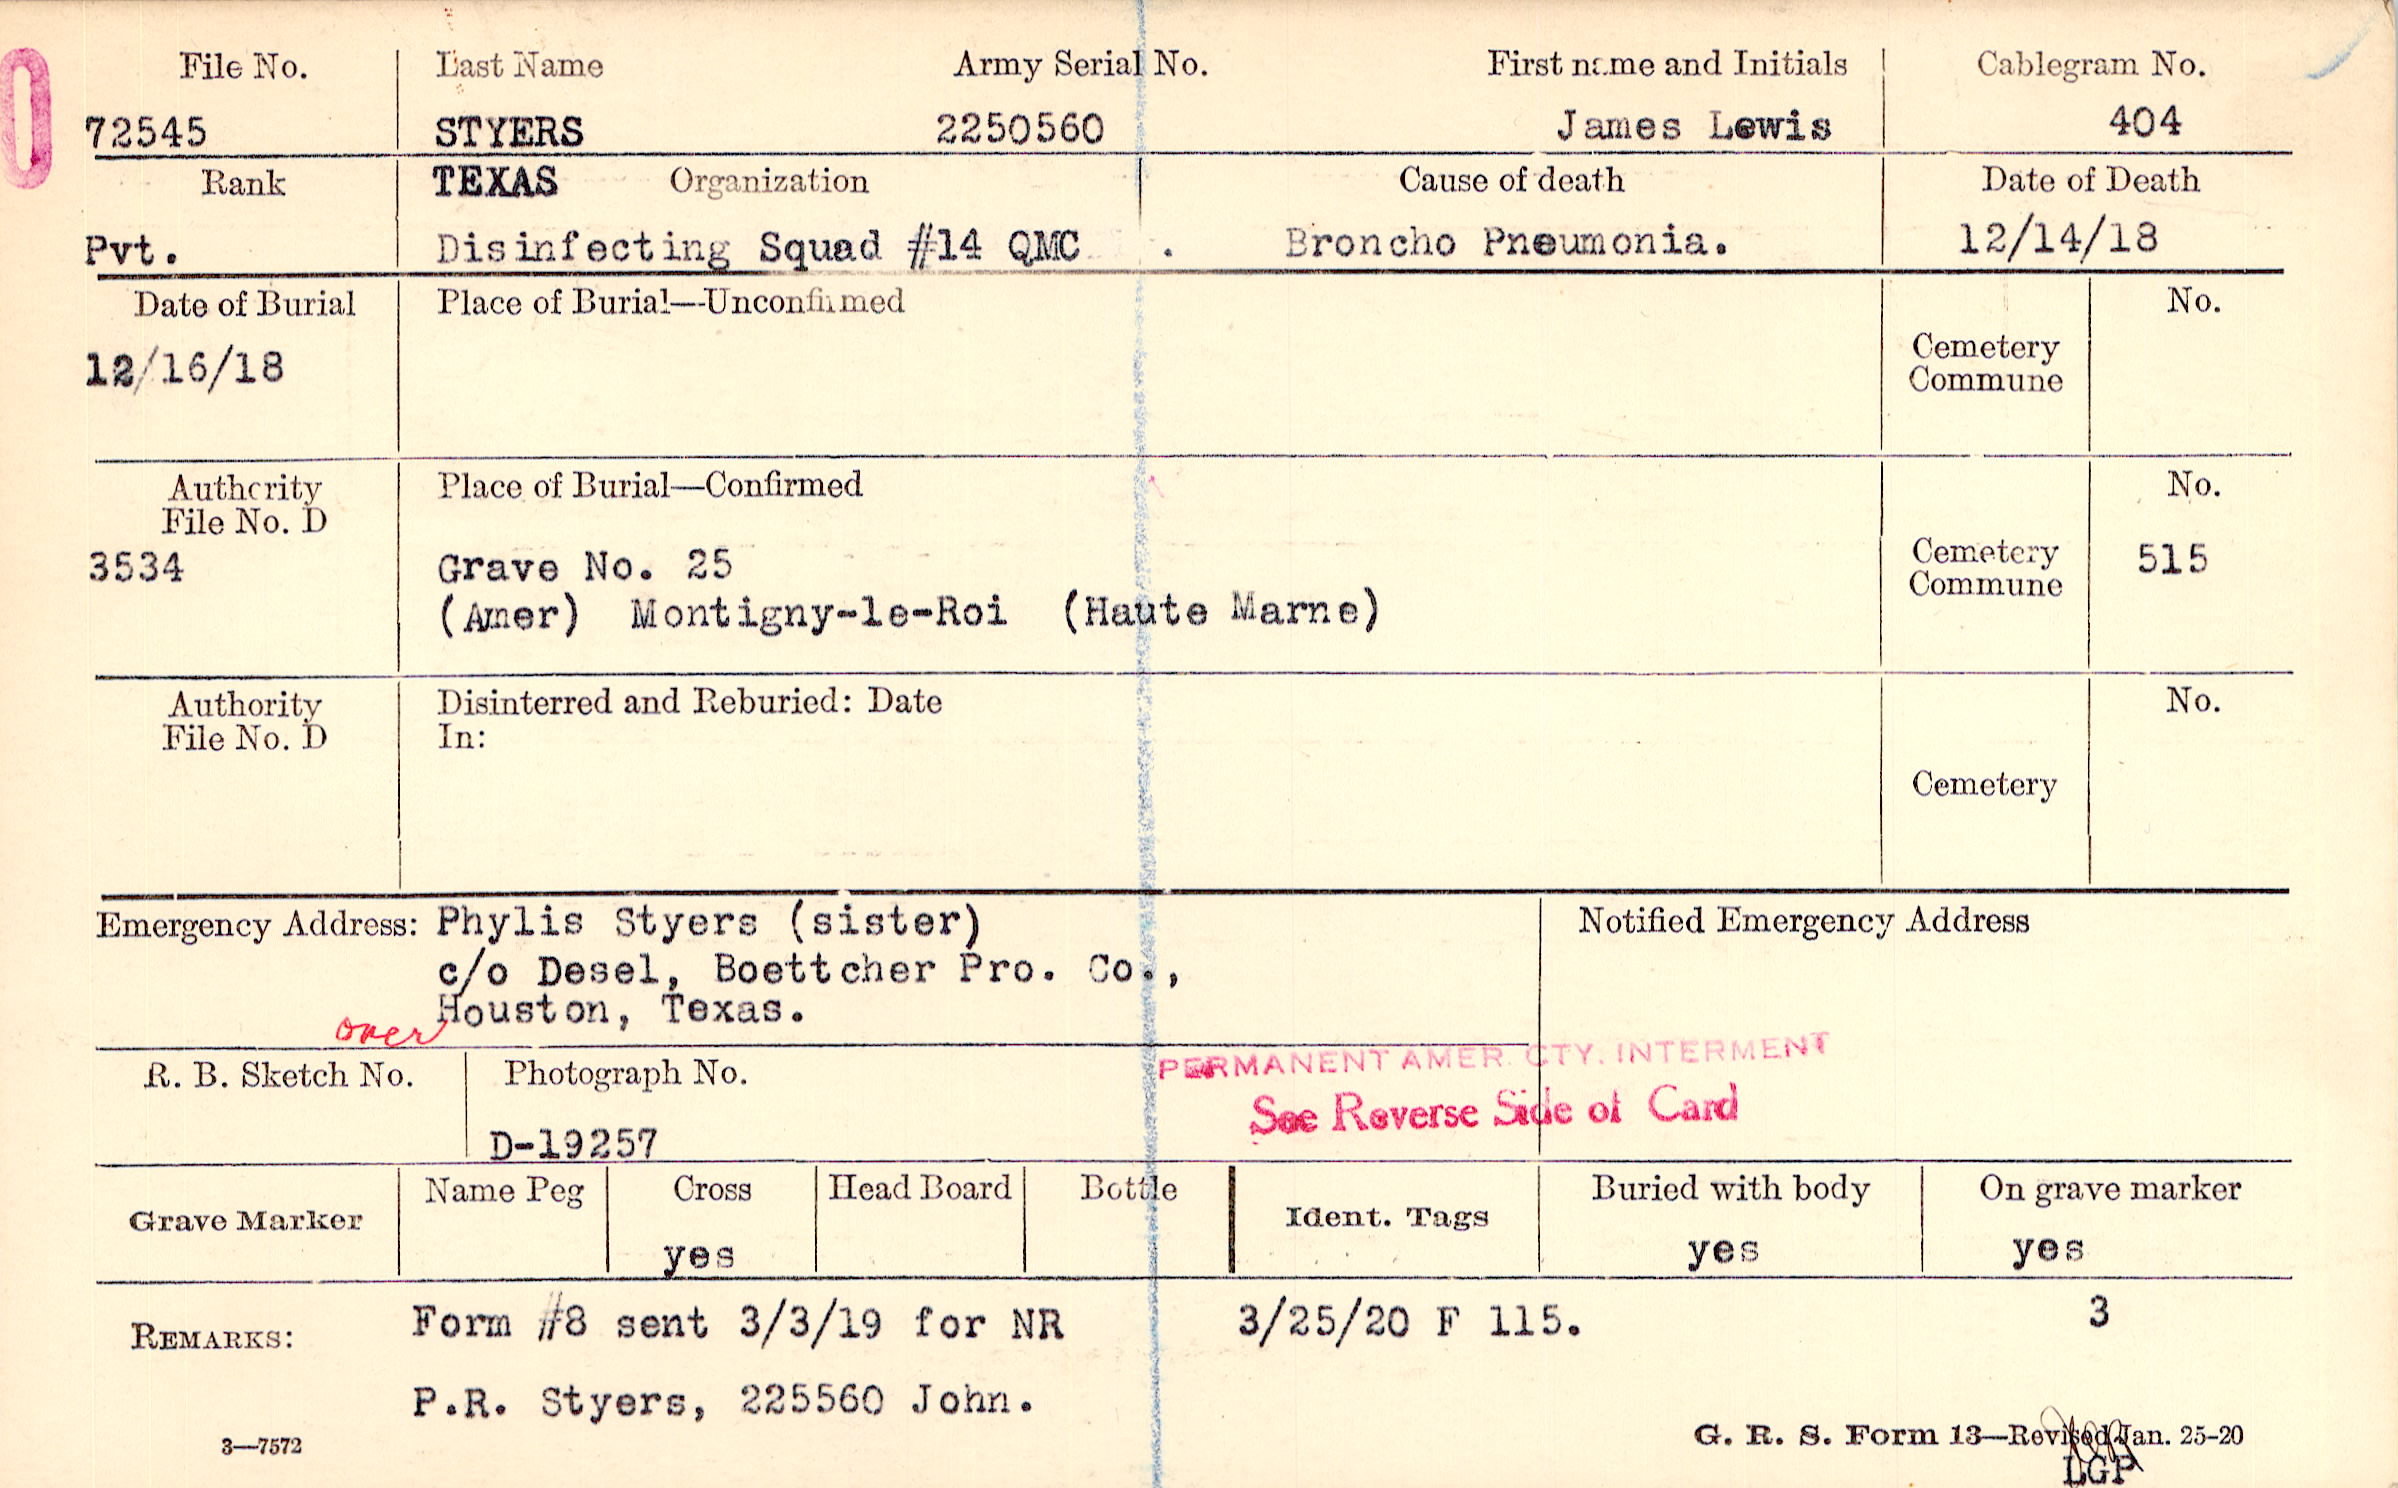 File No. Last Name Army Serial No. First name and Initials Cablegram No.
72545 STYERS 2250560 James Lewis 404
Rank TEXAS Organization Cause of death Date of Death
Pvt. Disinfecting Squad #14 QMC . Broncho Pneumonia. 12/14/18
Date of Burial Place of Burial—Unconfirmed No.
12/16/18
Cemetery
Commune
Authority Place of Burial—Confirmed No.
File No. D
3534 Grave No. 25 Cemetery 515
Commune
(Amer) Montigny-le-Roi (Haute Marne)
Authority Disinterred and Reburied: Date No.
File No. D In:
Cemetery
Emergency Address: Phylis Styers (sister) Notified Emergency Address
c/o Desel, Boettcher Pro. Co.,
Houston, Texas.
over
R. B. Sketch No. Photograph No. PERMANENT AMER. CTY. INTERMENT
See Reverse Side of Card
D-19257
Grave Marker Name Peg Cross Head Board Bottle Ident. Tags Buried with body On grave marker
yes yes yes
REMARKS: Form #8 sent 3/3/19 for NR 3/25/20 F 115. 3
P.R. Styers, 225560 John.
3—7572 G. R. S. Form 13—Revised Jan. 25-20
LGP